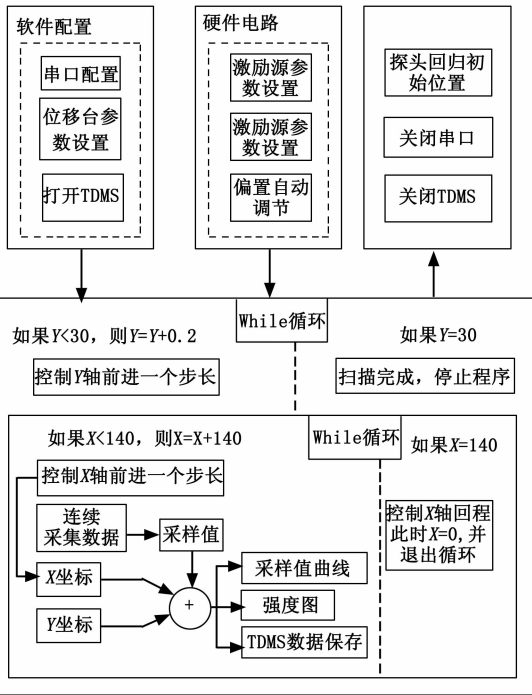 软件配置
串口配置
位移台参
数设置
打开TDMS
硬件电路
激励源参
数设置
激励源参
数设置
偏置自动
调节
探头回归初
始位置
关闭串口
关闭TDMS
While循环
如果Y<30，则Y=Y+0.2
控制Y轴前进一个步长
如果Y=30
扫描完成，停止程序
While循环
如果X<140，则X=X+140
控制X轴前进一个步长
连续
采集数据
采样值
X坐标
Y坐标
+
采样值曲线
强度图
TDMS数据保存
如果X=140
控制X轴回程
此时X=0,并
退出循环